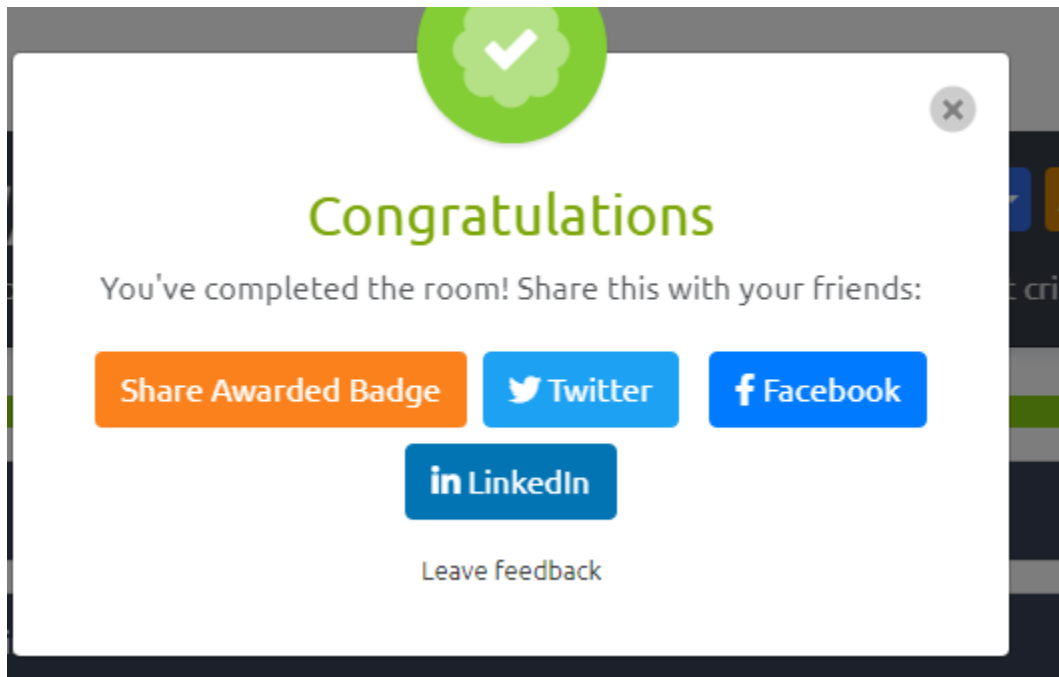 Congratulations
You've completed the room! Share this with your friends:
Share Awarded Badge
Twitter
Facebook
in LinkedIn
Leave feedback